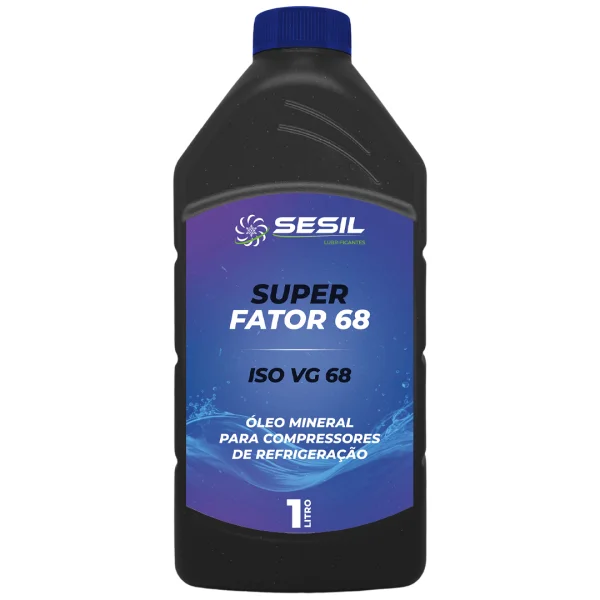 SESIL
LUBRIFICANTES
SUPER
FATOR 68
ISO VG 68
ÓLEO MINERAL
PARA COMPRESSORES
DE REFRIGERAÇÃO
1
LITRO